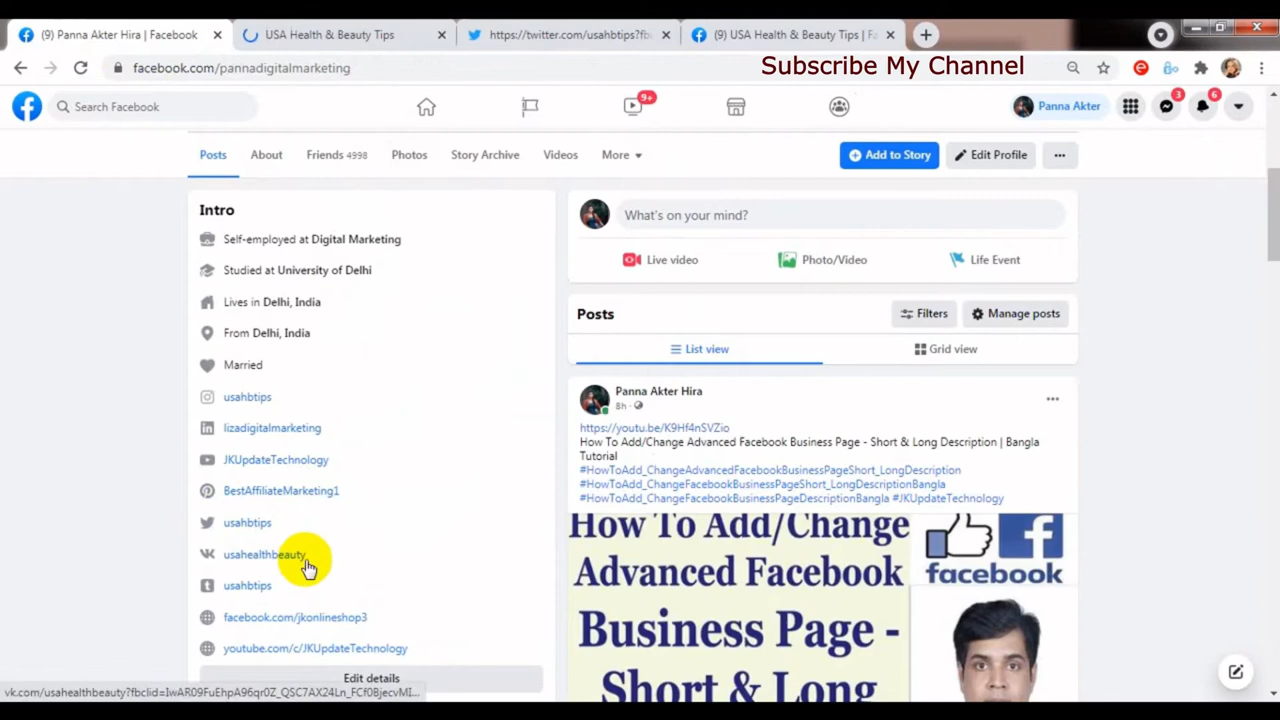 (9) Panna Akter Hira | Facebook
USA Health & Beauty Tips
https://twitter.com/usahbtips?fb
(9) USA Health & Beauty Tips | Fa
facebook.com/pannadigitalmarketing
Subscribe My Channel
Search Facebook
9+
Panna Akter
3
6
Posts
About
Friends 4998
Photos
Story Archive
Videos
More
Add to Story
Edit Profile
Intro
Self-employed at Digital Marketing
Studied at University of Delhi
Lives in Delhi, India
From Delhi, India
Married
usahbtips
lizadigitalmarketing
JKUpdateTechnology
BestAffiliateMarketing1
usahbtips
usahealthbeauty
usahbtips
facebook.com/jkonlineshop3
youtube.com/c/JKUpdateTechnology
Edit details
What's on your mind?
Live video
Photo/Video
Life Event
Posts
Filters
Manage posts
List view
Grid view
Panna Akter Hira
8h
https://youtu.be/K9Hf4nSVZio
How To Add/Change Advanced Facebook Business Page - Short & Long Description | Bangla
Tutorial
#HowToAdd_ChangeAdvancedFacebookBusinessPageShort_LongDescription
#HowToAdd_ChangeFacebookBusinessPageShort_LongDescriptionBangla
#HowToAdd_ChangeFacebookBusinessPageDescriptionBangla #JKUpdateTechnology
How To Add/Change
Advanced Facebook
Business Page -
Short & Long
facebook